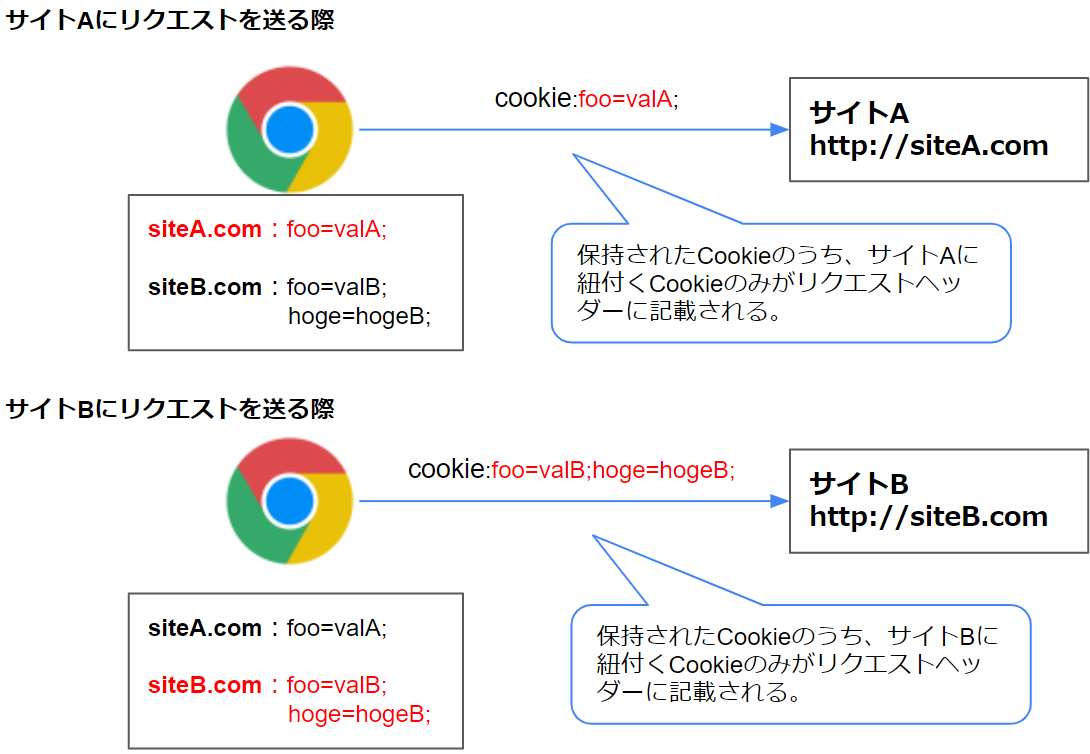 サイトAにリクエストを送る際
cookie:foo=valA;
サイトA
http://siteA.com
siteA.com：foo=valA;
siteB.com：foo=valB;
hoge=hogeB;
保持されたCookieのうち、サイトAに
紐付くCookieのみがリクエストヘッ
ダーに記載される。
サイトBにリクエストを送る際
cookie:foo=valB;hoge=hogeB;
サイトB
http://siteB.com
siteA.com：foo=valA;
siteB.com：foo=valB;
hoge=hogeB;
保持されたCookieのうち、サイトBに
紐付くCookieのみがリクエストヘッ
ダーに記載される。